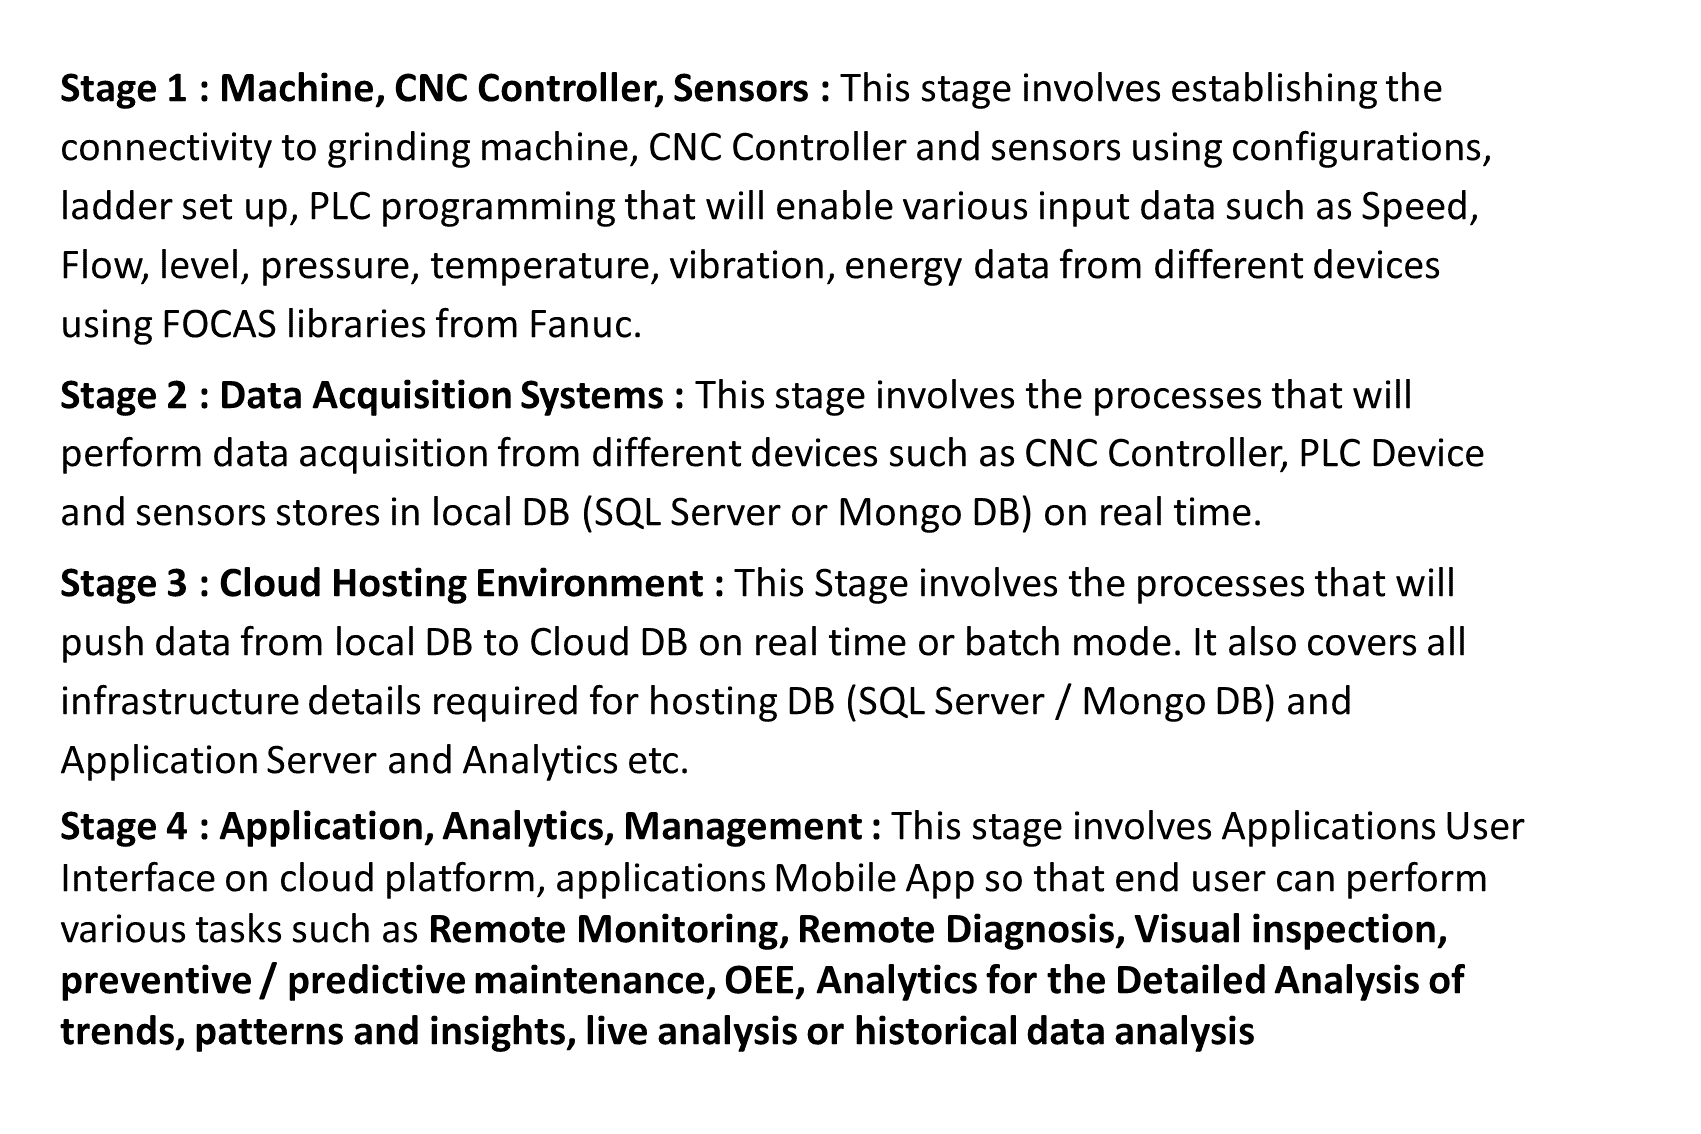 Stage 1 : Machine, CNC Controller, Sensors : This stage involves establishing the
connectivity to grinding machine, CNC Controller and sensors using configurations,
ladder set up, PLC programming that will enable various input data such as Speed,
Flow, level, pressure, temperature, vibration, energy data from different devices
using FOCAS libraries from Fanuc.
Stage 2 : Data Acquisition Systems : This stage involves the processes that will
perform data acquisition from different devices such as CNC Controller, PLC Device
and sensors stores in local DB (SQL Server or Mongo DB) on real time.
Stage 3 : Cloud Hosting Environment : This Stage involves the processes that will
push data from local DB to Cloud DB on real time or batch mode. It also covers all
infrastructure details required for hosting DB (SQL Server / Mongo DB) and
Application Server and Analytics etc.
Stage 4 : Application, Analytics, Management : This stage involves Applications User
Interface on cloud platform, applications Mobile App so that end user can perform
various tasks such as Remote Monitoring, Remote Diagnosis, Visual inspection,
preventive / predictive maintenance, OEE, Analytics for the Detailed Analysis of
trends, patterns and insights, live analysis or historical data analysis